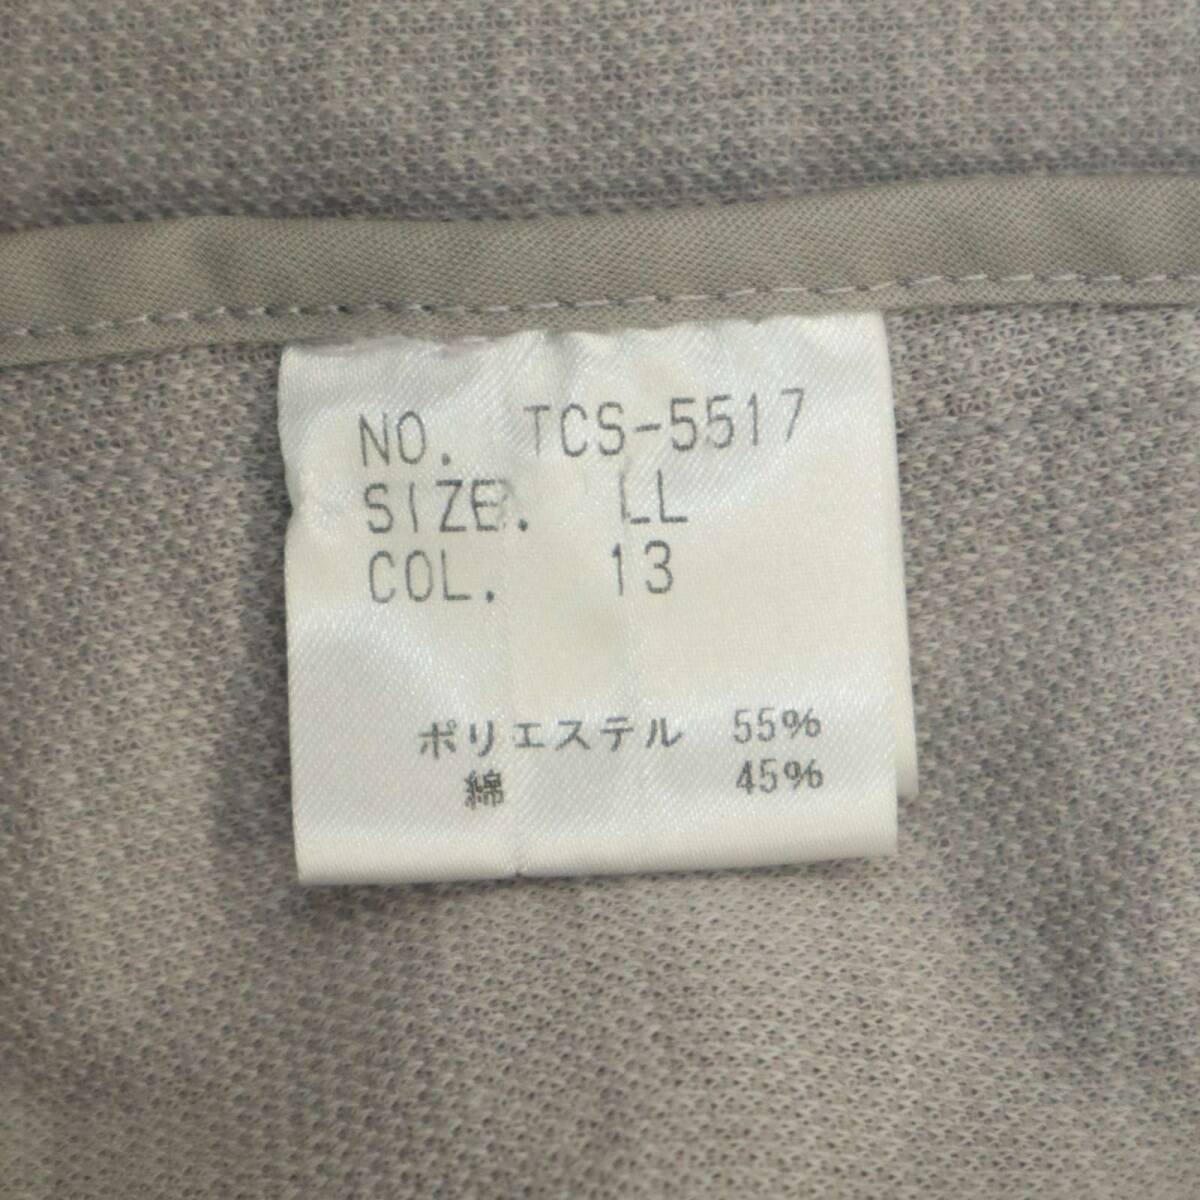 NO. TCS-5517
SIZE. LL
COL. 13
ポリエステル 55%
綿 45%